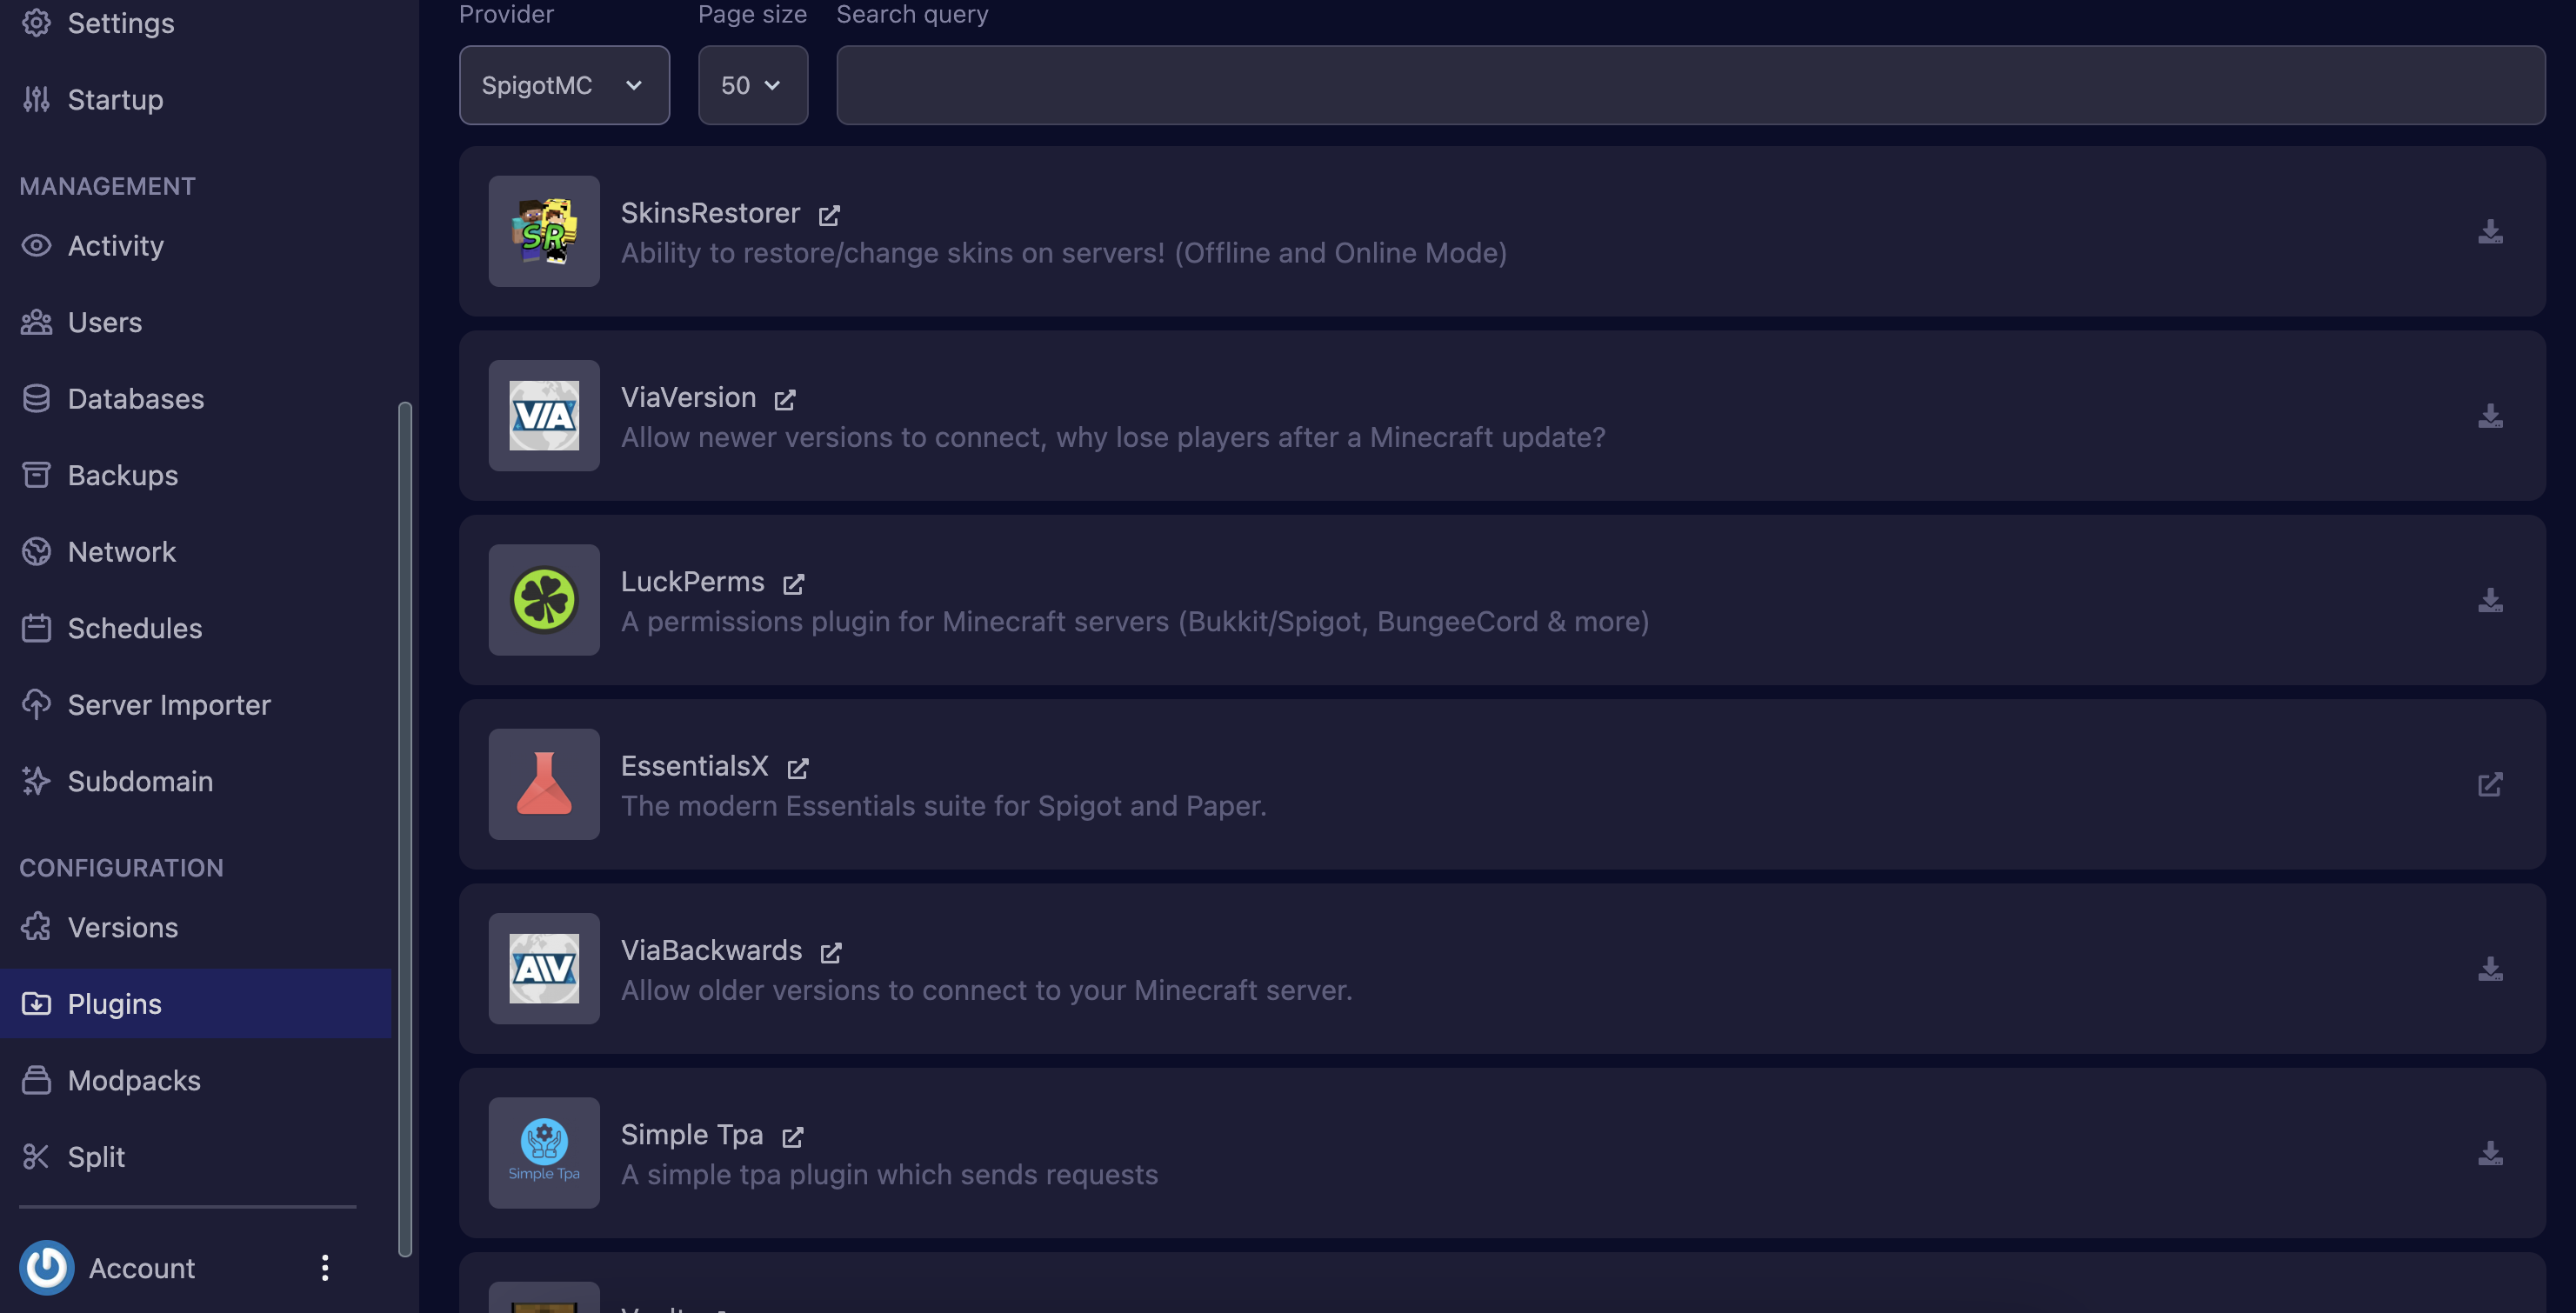 Settings
Startup
MANAGEMENT
Activity
Users
Databases
Backups
Network
Schedules
Server Importer
Subdomain
CONFIGURATION
Versions
Plugins
Modpacks
Split
Account
Provider
Page size
Search query
SpigotMC
50
SR
SkinsRestorer
Ability to restore/change skins on servers! (Offline and Online Mode)
VIA
ViaVersion
Allow newer versions to connect, why lose players after a Minecraft update?
LuckPerms
A permissions plugin for Minecraft servers (Bukkit/Spigot, BungeeCord & more)
EssentialsX
The modern Essentials suite for Spigot and Paper.
AIV
ViaBackwards
Allow older versions to connect to your Minecraft server.
Simple Tpa
Simple Tpa
A simple tpa plugin which sends requests